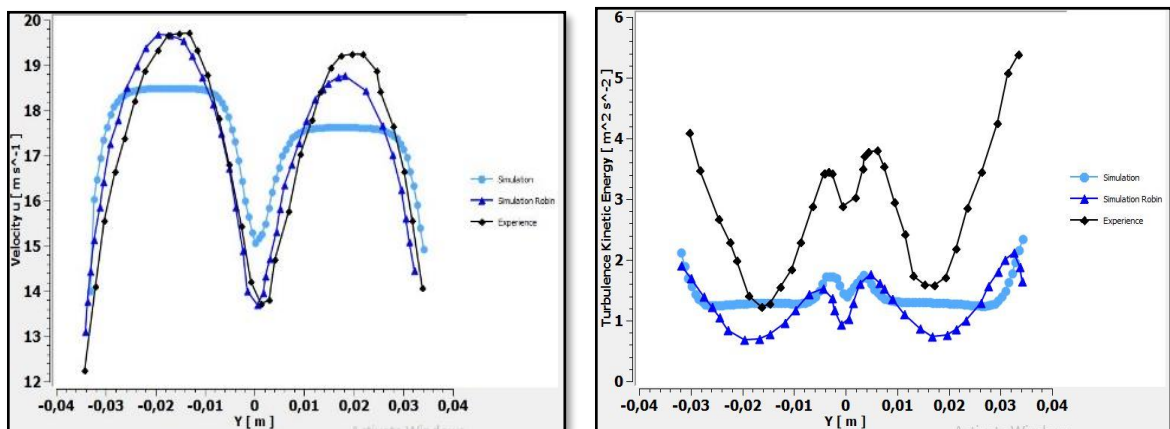 20
19
18
17
16
15
14
13
12
Velocity u [ m s^-1 ]
-0,04 -0,03 -0,02 -0,01 0 0,01 0,02 0,03 0,04
Y [ m ]
Simulation
Simulation Robin
Experience
6
5
4
3
2
1
0
Turbulence Kinetic Energy [ m^2 s^-2 ]
-0,04 -0,03 -0,02 -0,01 0 0,01 0,02 0,03 0,04
Y [ m ]
Simulation
Simulation Robin
Experience